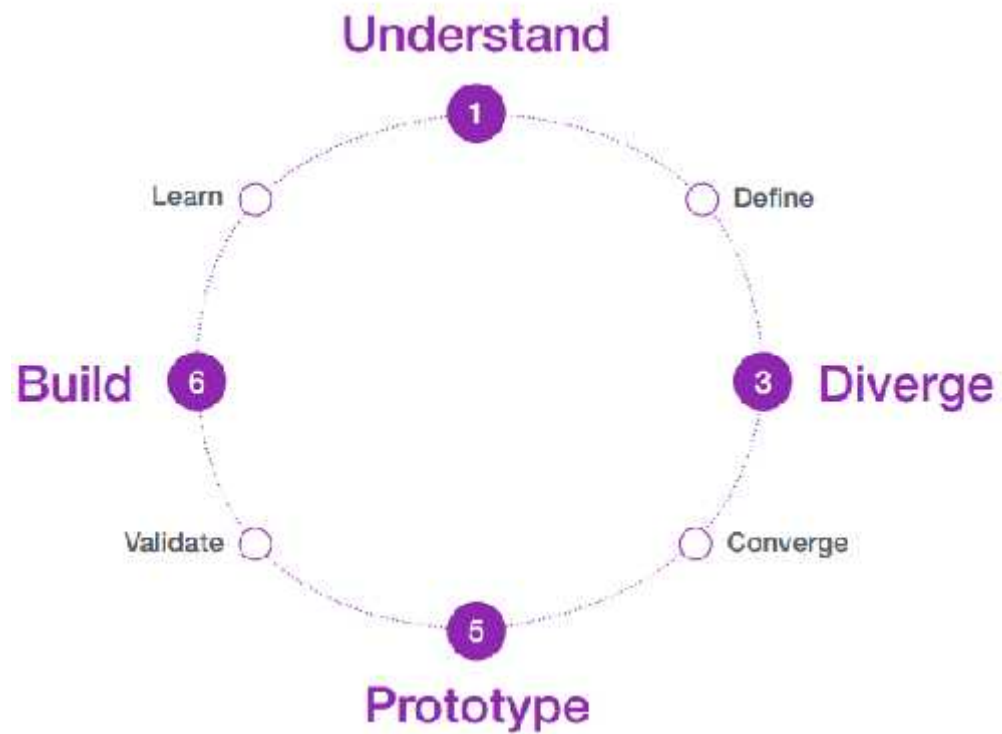 Understand
1
Learn
Define
Build
6
3
Diverge
Validate
Converge
5
Prototype